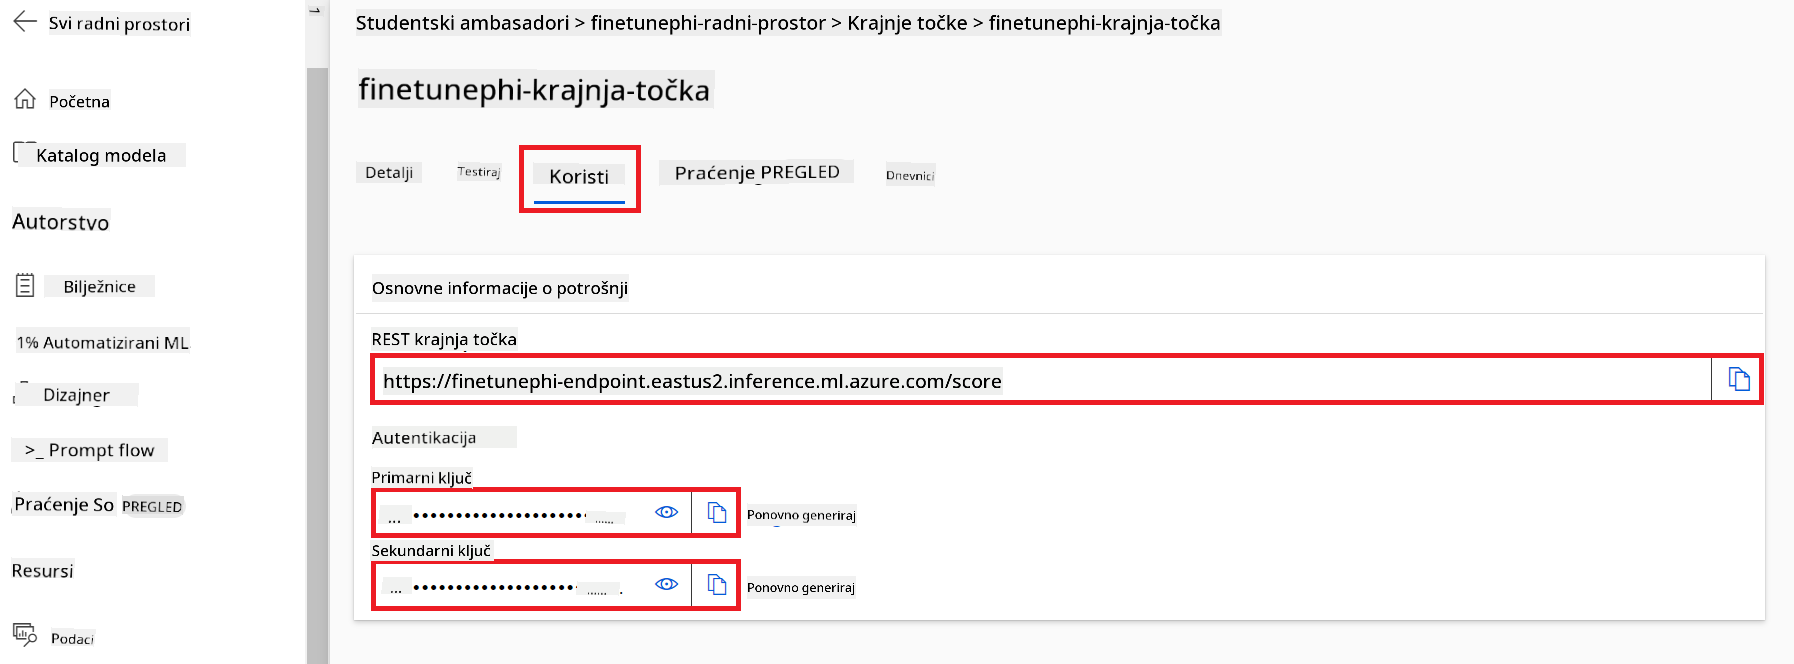 Svi radni prostori
Početna
Katalog modela
Autorstvo
Bilježnice
1% Automatizirani ML
Dizajner
>_ Prompt flow
Praćenje So PREGLED
Resursi
Podaci
Studentski ambasadori > finetunephi-radni-prostor > Krajnje točke > finetunephi-krajnja-točka
finetunephi-krajnja-točka
Detalji Testiraj Koristi Praćenje PREGLED Dnevnici
Osnovne informacije o potrošnji
REST krajnja točka
https://finetunephi-endpoint.eastus2.inference.ml.azure.com/score
Autentikacija
Primarni ključ
Ponovno generiraj
Sekundarni ključ
Ponovno generiraj